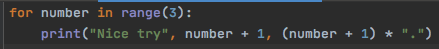 for number in range(3):
    print("Nice try", number + 1, (number + 1) * ".")